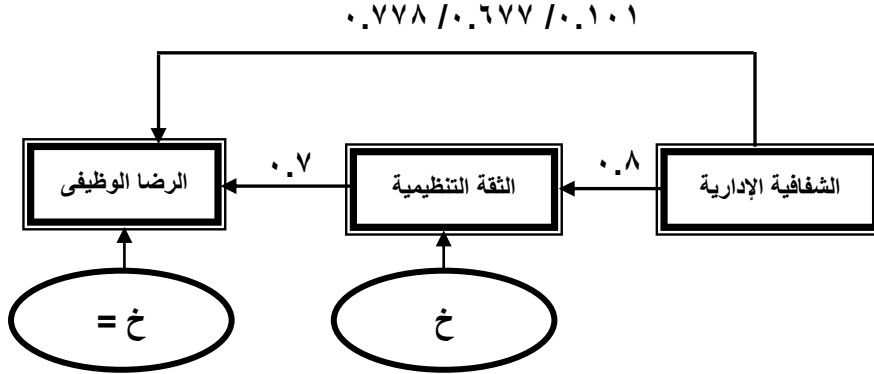 ٠.٧٧٨ /٠.٦٧٧ /٠.١٠١
٠.٨
٠.٧
الشفافية الإدارية
الثقة التنظيمية
الرضا الوظيفى
خ
خ =